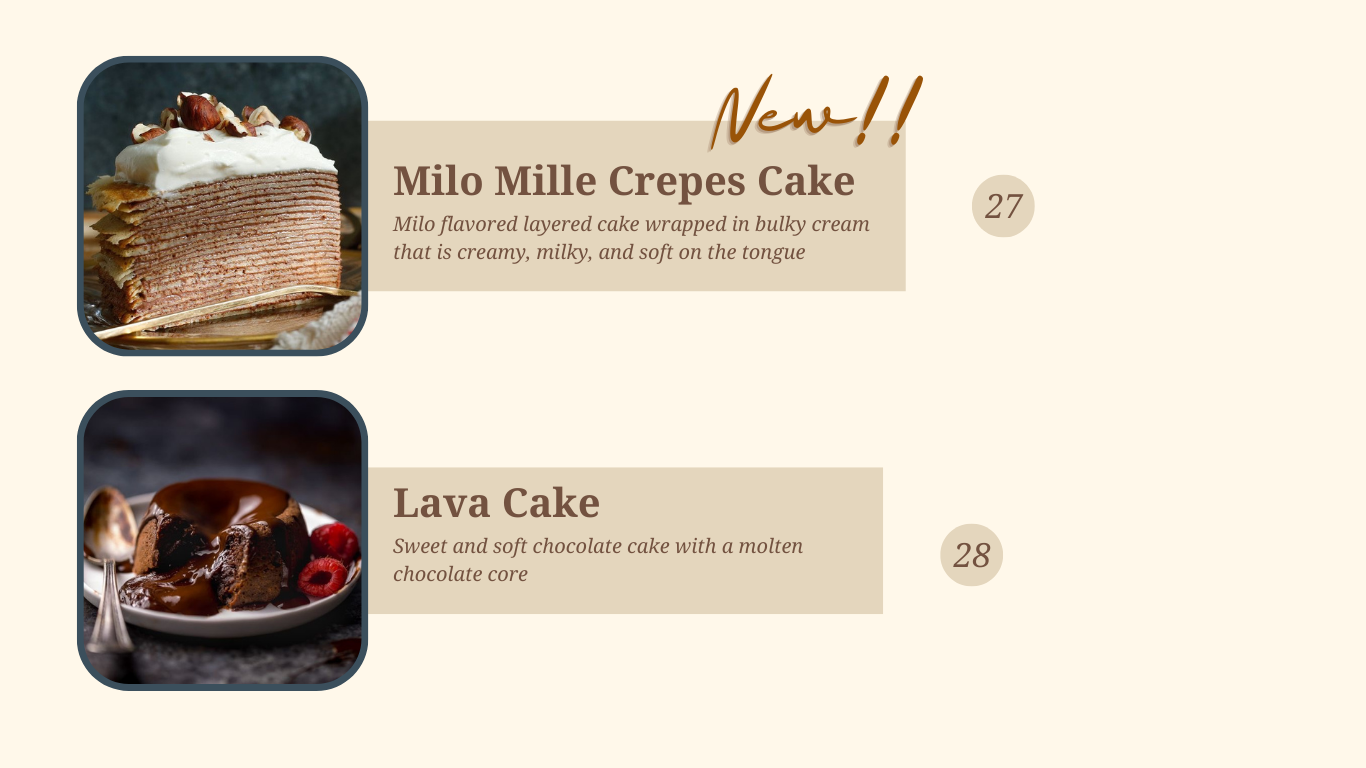 New!!
Milo Mille Crepes Cake
Milo flavored layered cake wrapped in bulky cream
that is creamy, milky, and soft on the tongue
27
Lava Cake
Sweet and soft chocolate cake with a molten
chocolate core
28